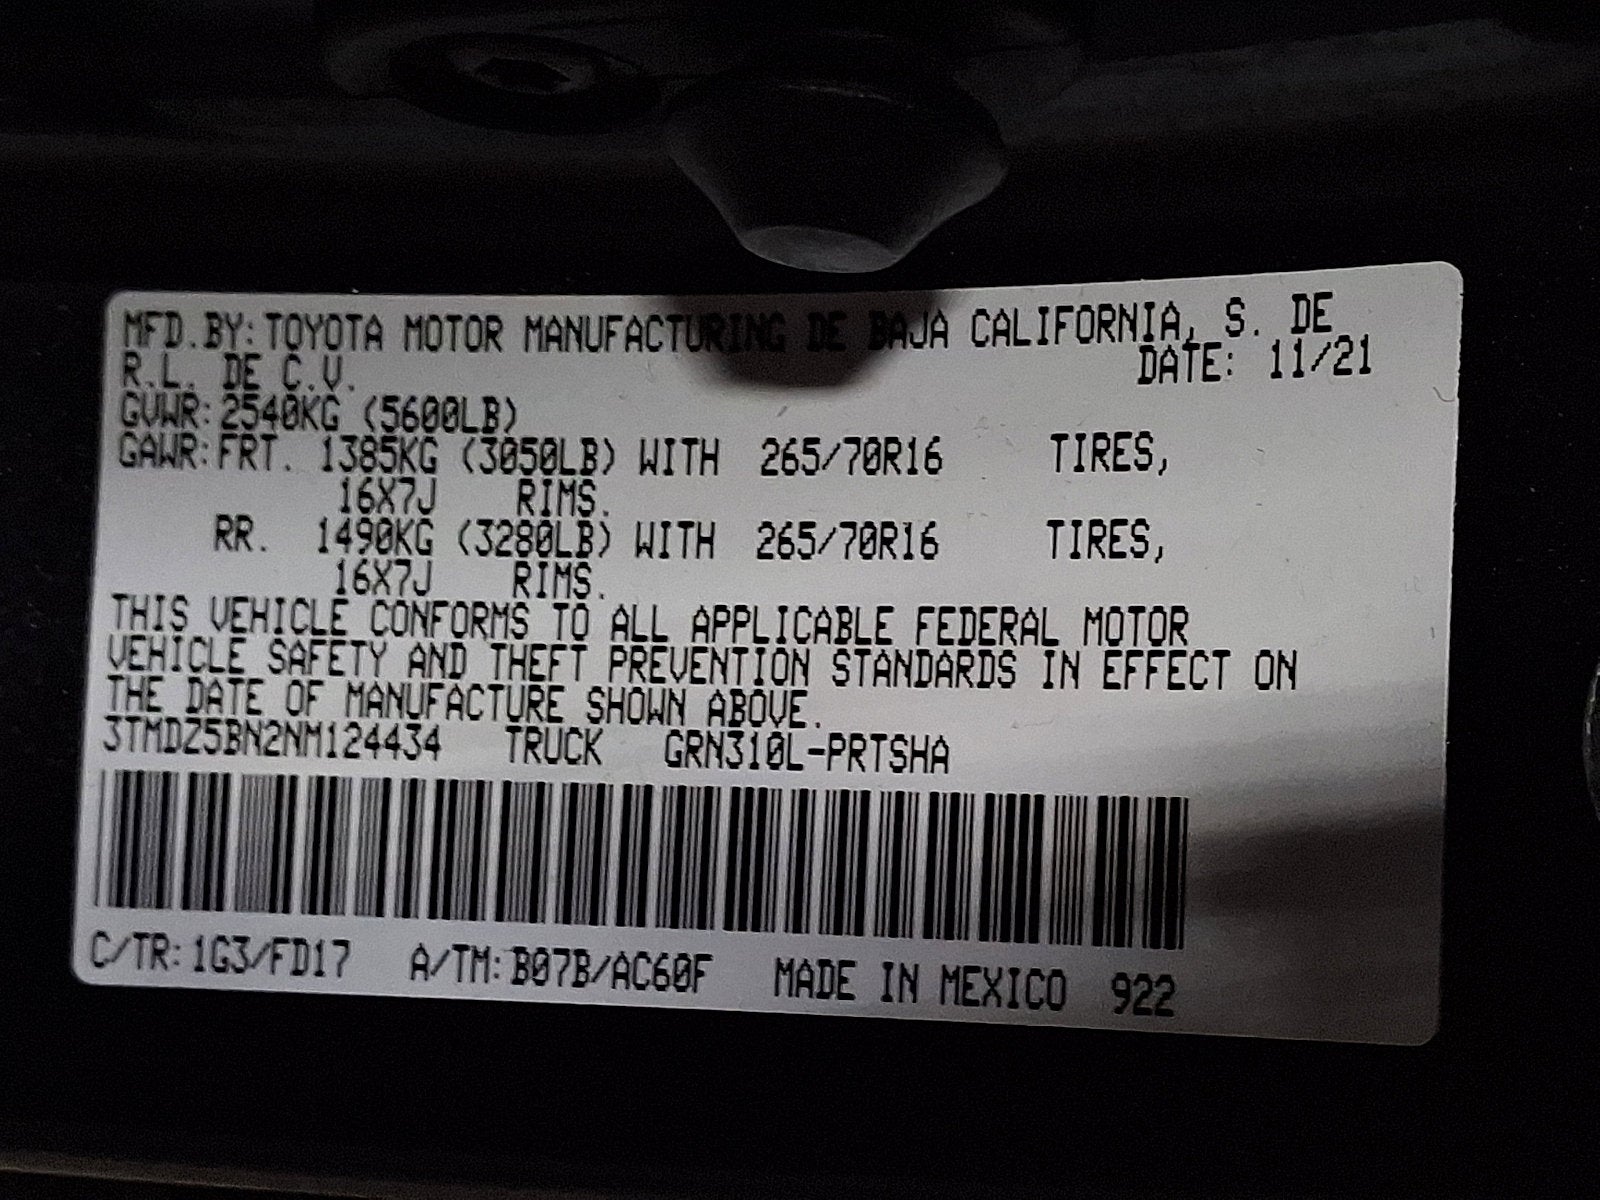 MFD.BY:TOYOTA MOTOR MANUFACTURING DE BAJA CALIFORNIA, S. DE
R.L. DE C.V. DATE: 11/21
GVWR:2540KG (5600LB)
GAWR:FRT. 1385KG (3050LB) WITH 265/70R16 TIRES,
16X7J RIMS.
RR. 1490KG (3280LB) WITH 265/70R16 TIRES,
16X7J RIMS.
THIS VEHICLE CONFORMS TO ALL APPLICABLE FEDERAL MOTOR
VEHICLE SAFETY AND THEFT PREVENTION STANDARDS IN EFFECT ON
THE DATE OF MANUFACTURE SHOWN ABOVE.
3TMDZ5BN2NM124434 TRUCK GRN310L-PRTSHA
C/TR:1G3/FD17 A/TM:B07B/AC60F MADE IN MEXICO 922